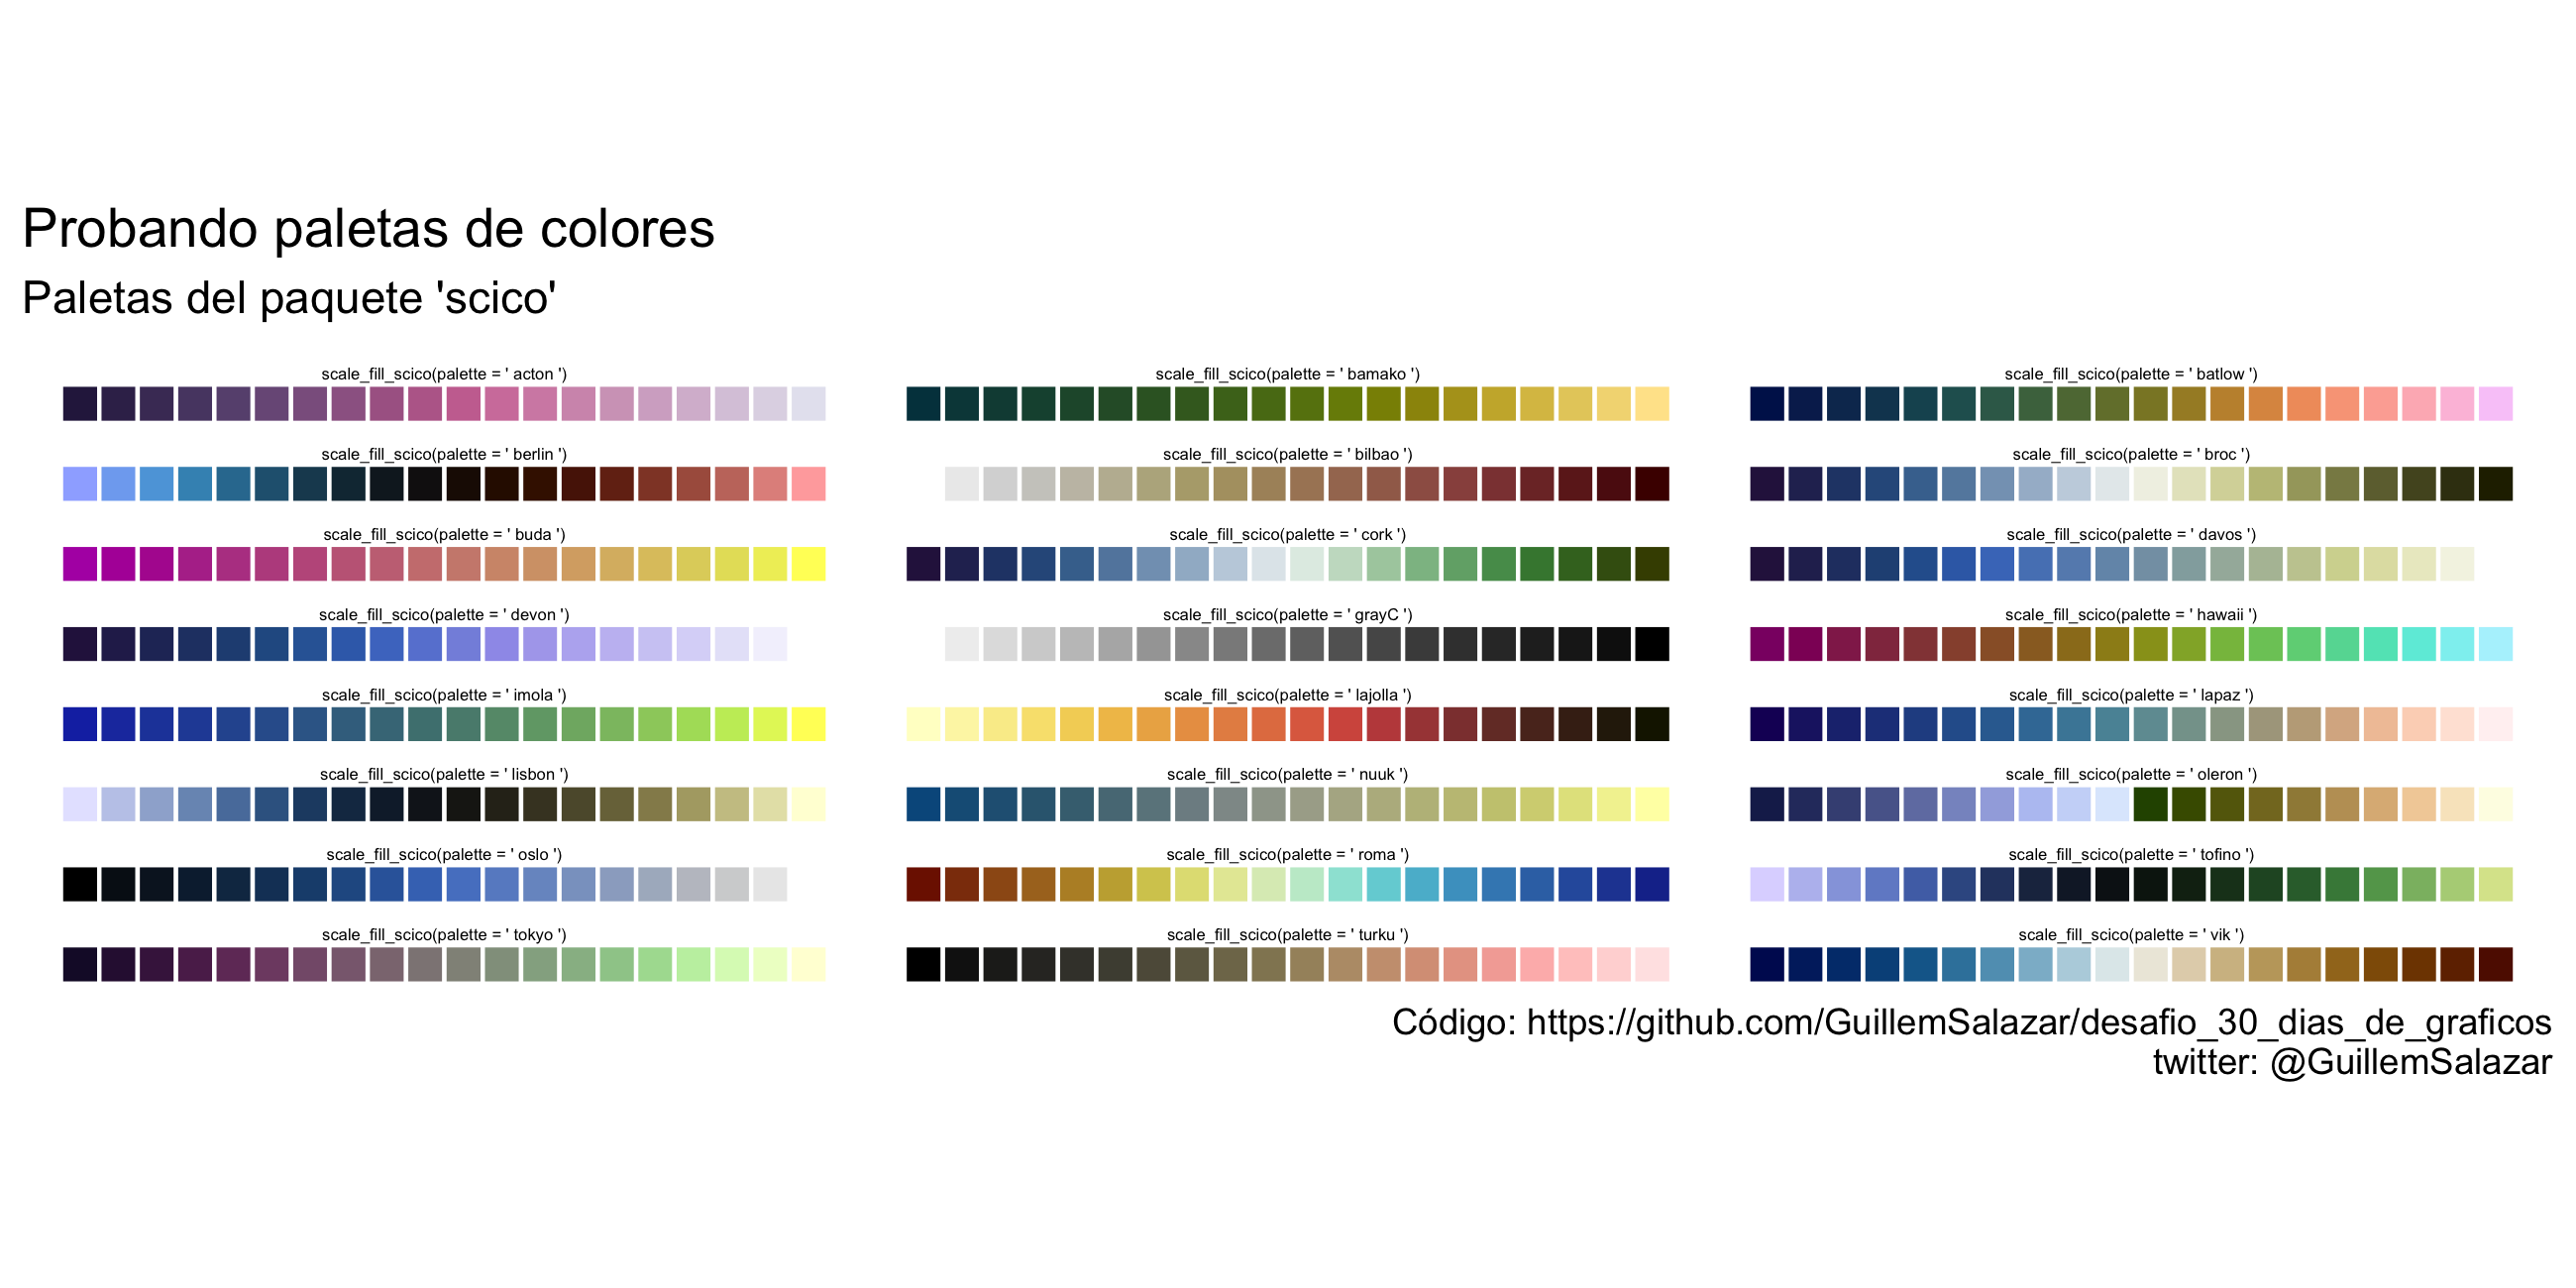 Probando paletas de colores
Paletas del paquete 'scico'
scale_fill_scico(palette = ' acton ')
scale_fill_scico(palette = ' bamako ')
scale_fill_scico(palette = ' batlow ')
scale_fill_scico(palette = ' berlin ')
scale_fill_scico(palette = ' bilbao ')
scale_fill_scico(palette = ' broc ')
scale_fill_scico(palette = ' buda ')
scale_fill_scico(palette = ' cork ')
scale_fill_scico(palette = ' davos ')
scale_fill_scico(palette = ' devon ')
scale_fill_scico(palette = ' grayC ')
scale_fill_scico(palette = ' hawaii ')
scale_fill_scico(palette = ' imola ')
scale_fill_scico(palette = ' lajolla ')
scale_fill_scico(palette = ' lapaz ')
scale_fill_scico(palette = ' lisbon ')
scale_fill_scico(palette = ' nuuk ')
scale_fill_scico(palette = ' oleron ')
scale_fill_scico(palette = ' oslo ')
scale_fill_scico(palette = ' roma ')
scale_fill_scico(palette = ' tofino ')
scale_fill_scico(palette = ' tokyo ')
scale_fill_scico(palette = ' turku ')
scale_fill_scico(palette = ' vik ')
Código: https://github.com/GuillemSalazar/desafio_30_dias_de_graficos
twitter: @GuillemSalazar